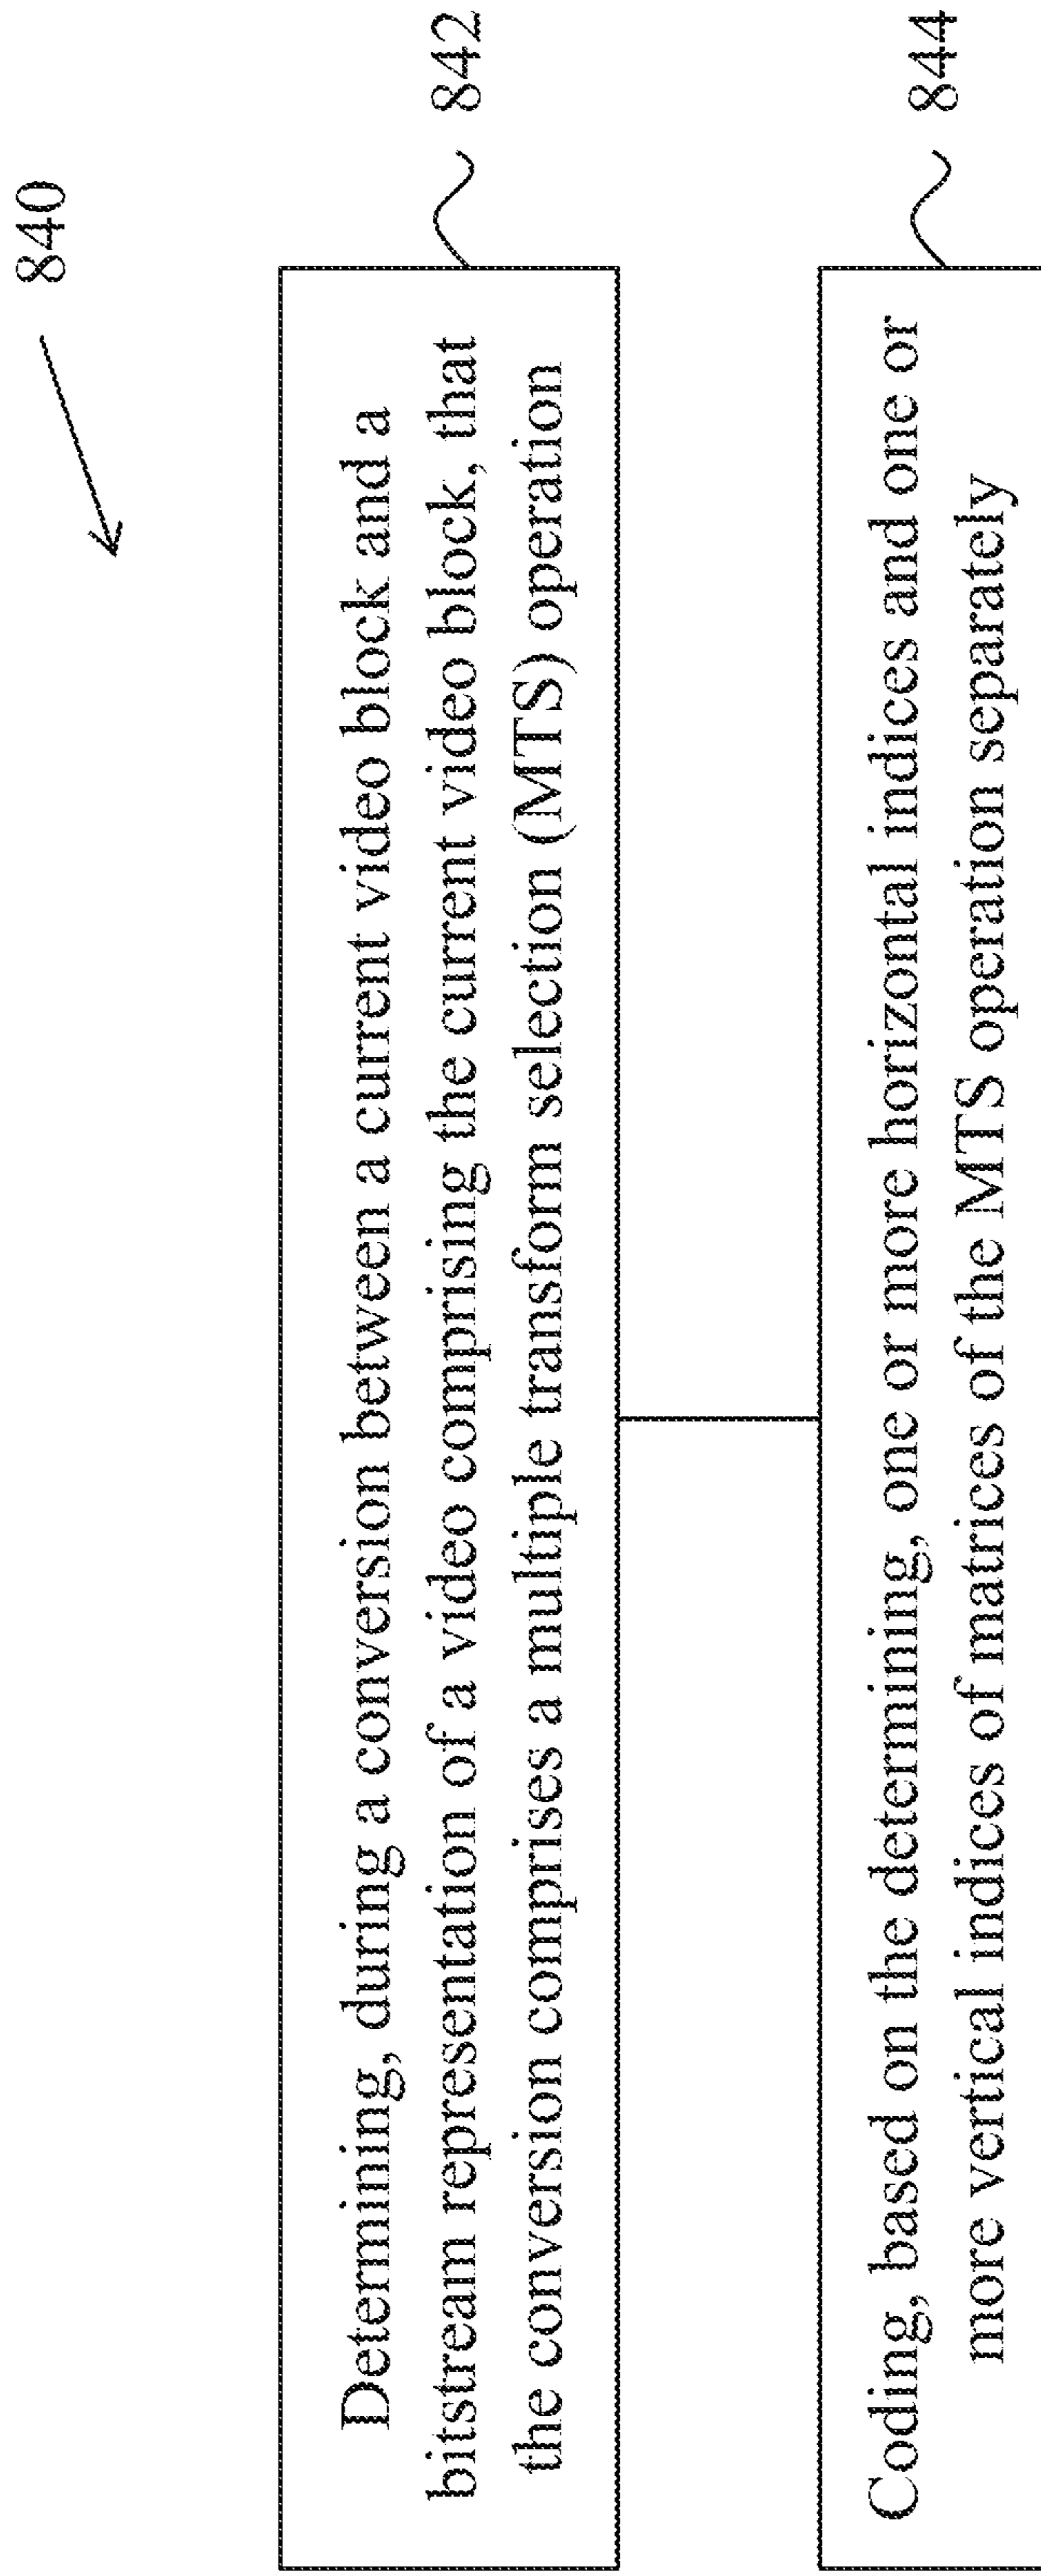 840
Determining, during a conversion between a current video block and a
bitstream representation of a video comprising the current video block, that
the conversion comprises a multiple transform selection (MTS) operation
842
Coding, based on the determining, one or more horizontal indices and one or
more vertical indices of matrices of the MTS operation separately
844